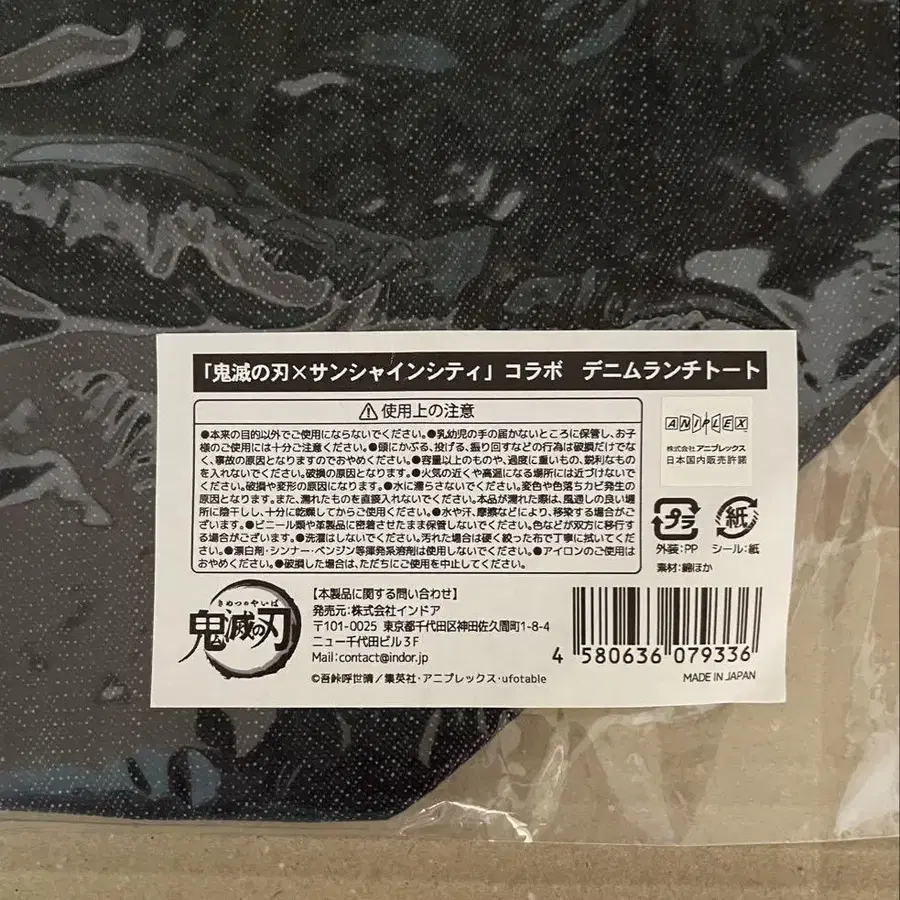 「鬼滅の刃×サンシャインシティ」コラボ デニムランチトート
⚠使用上の注意
●本来の目的以外でご使用にならないでください。●乳幼児の手の届かないところに保管し、お子
様のご使用には十分ご注意ください。●頭にかぶる、投げる、振り回すなどの行為は破損だけでな
く、事故の原因となりますのでおやめください。●容量以上のものや、過度に重いもの、鋭利なもの
を入れないでください。破損の原因となります。●火気の近くや高温になる場所には近づけないで
ください。破損や変形の原因になります。●水に濡らさないでください。変色や色落ちカビ発生の
原因となります。また、濡れたものを直接入れないでください。本品が濡れた際は、風通しの良い場
所に陰干しし、十分に乾燥してからご使用ください。●水や汗、摩擦などにより、移染する場合がご
ざいます。●ビニール類や革製品に密着させたまま保管しないでください。色などが双方に移行す
る場合がございます。●洗濯はしないでください。汚れた場合は硬く絞った布で丁寧に拭いてくだ
さい。●漂白剤・シンナー・ベンジン等揮発系溶剤は使用しないでください。●アイロンのご使用は
おやめください。●破損した場合は、ただちにご使用を中止してください。
ANIPLEX
株式会社アニプレックス
日本国内販売許諾
プラ
紙
外装:PP
シール:紙
素材:綿ほか
きめつのやいば
鬼滅の刃
【本製品に関する問い合わせ】
発売元:株式会社インドア
〒101-0025 東京都千代田区神田佐久間町1-8-4
ニュー千代田ビル3F
Mail:contact@indor.jp
©吾峠呼世晴/集英社・アニプレックス・ufotable
4 580636 079336
MADE IN JAPAN